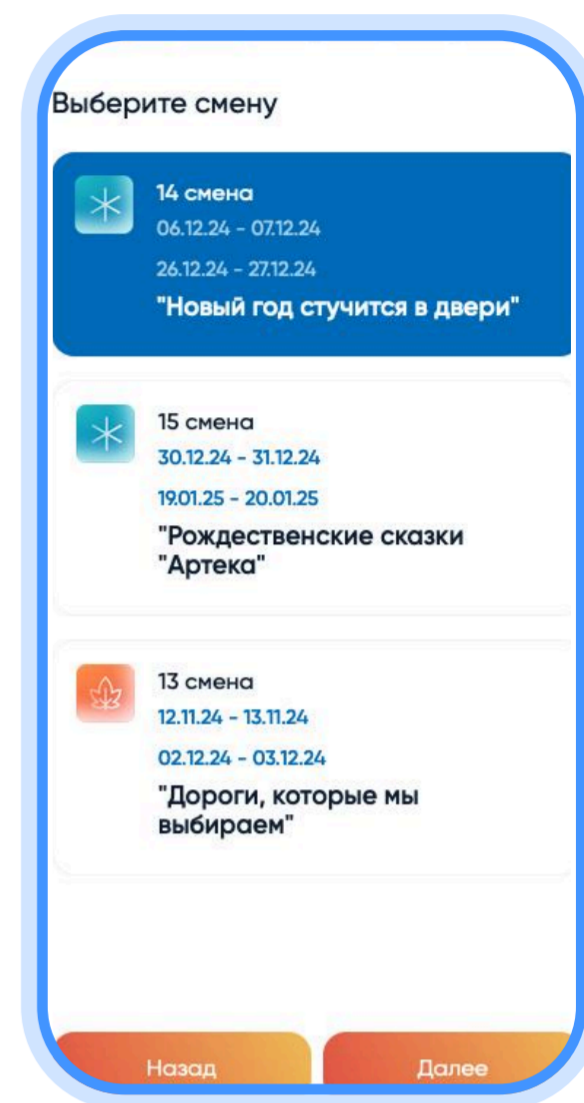 Выберите смену
14 смена
06.12.24 - 07.12.24
26.12.24 - 27.12.24
"Новый год стучится в двери"
15 смена
30.12.24 - 31.12.24
19.01.25 - 20.01.25
"Рождественские сказки
"Артека"
13 смена
12.11.24 - 13.11.24
02.12.24 - 03.12.24
"Дороги, которые мы
выбираем"
Назад
Далее